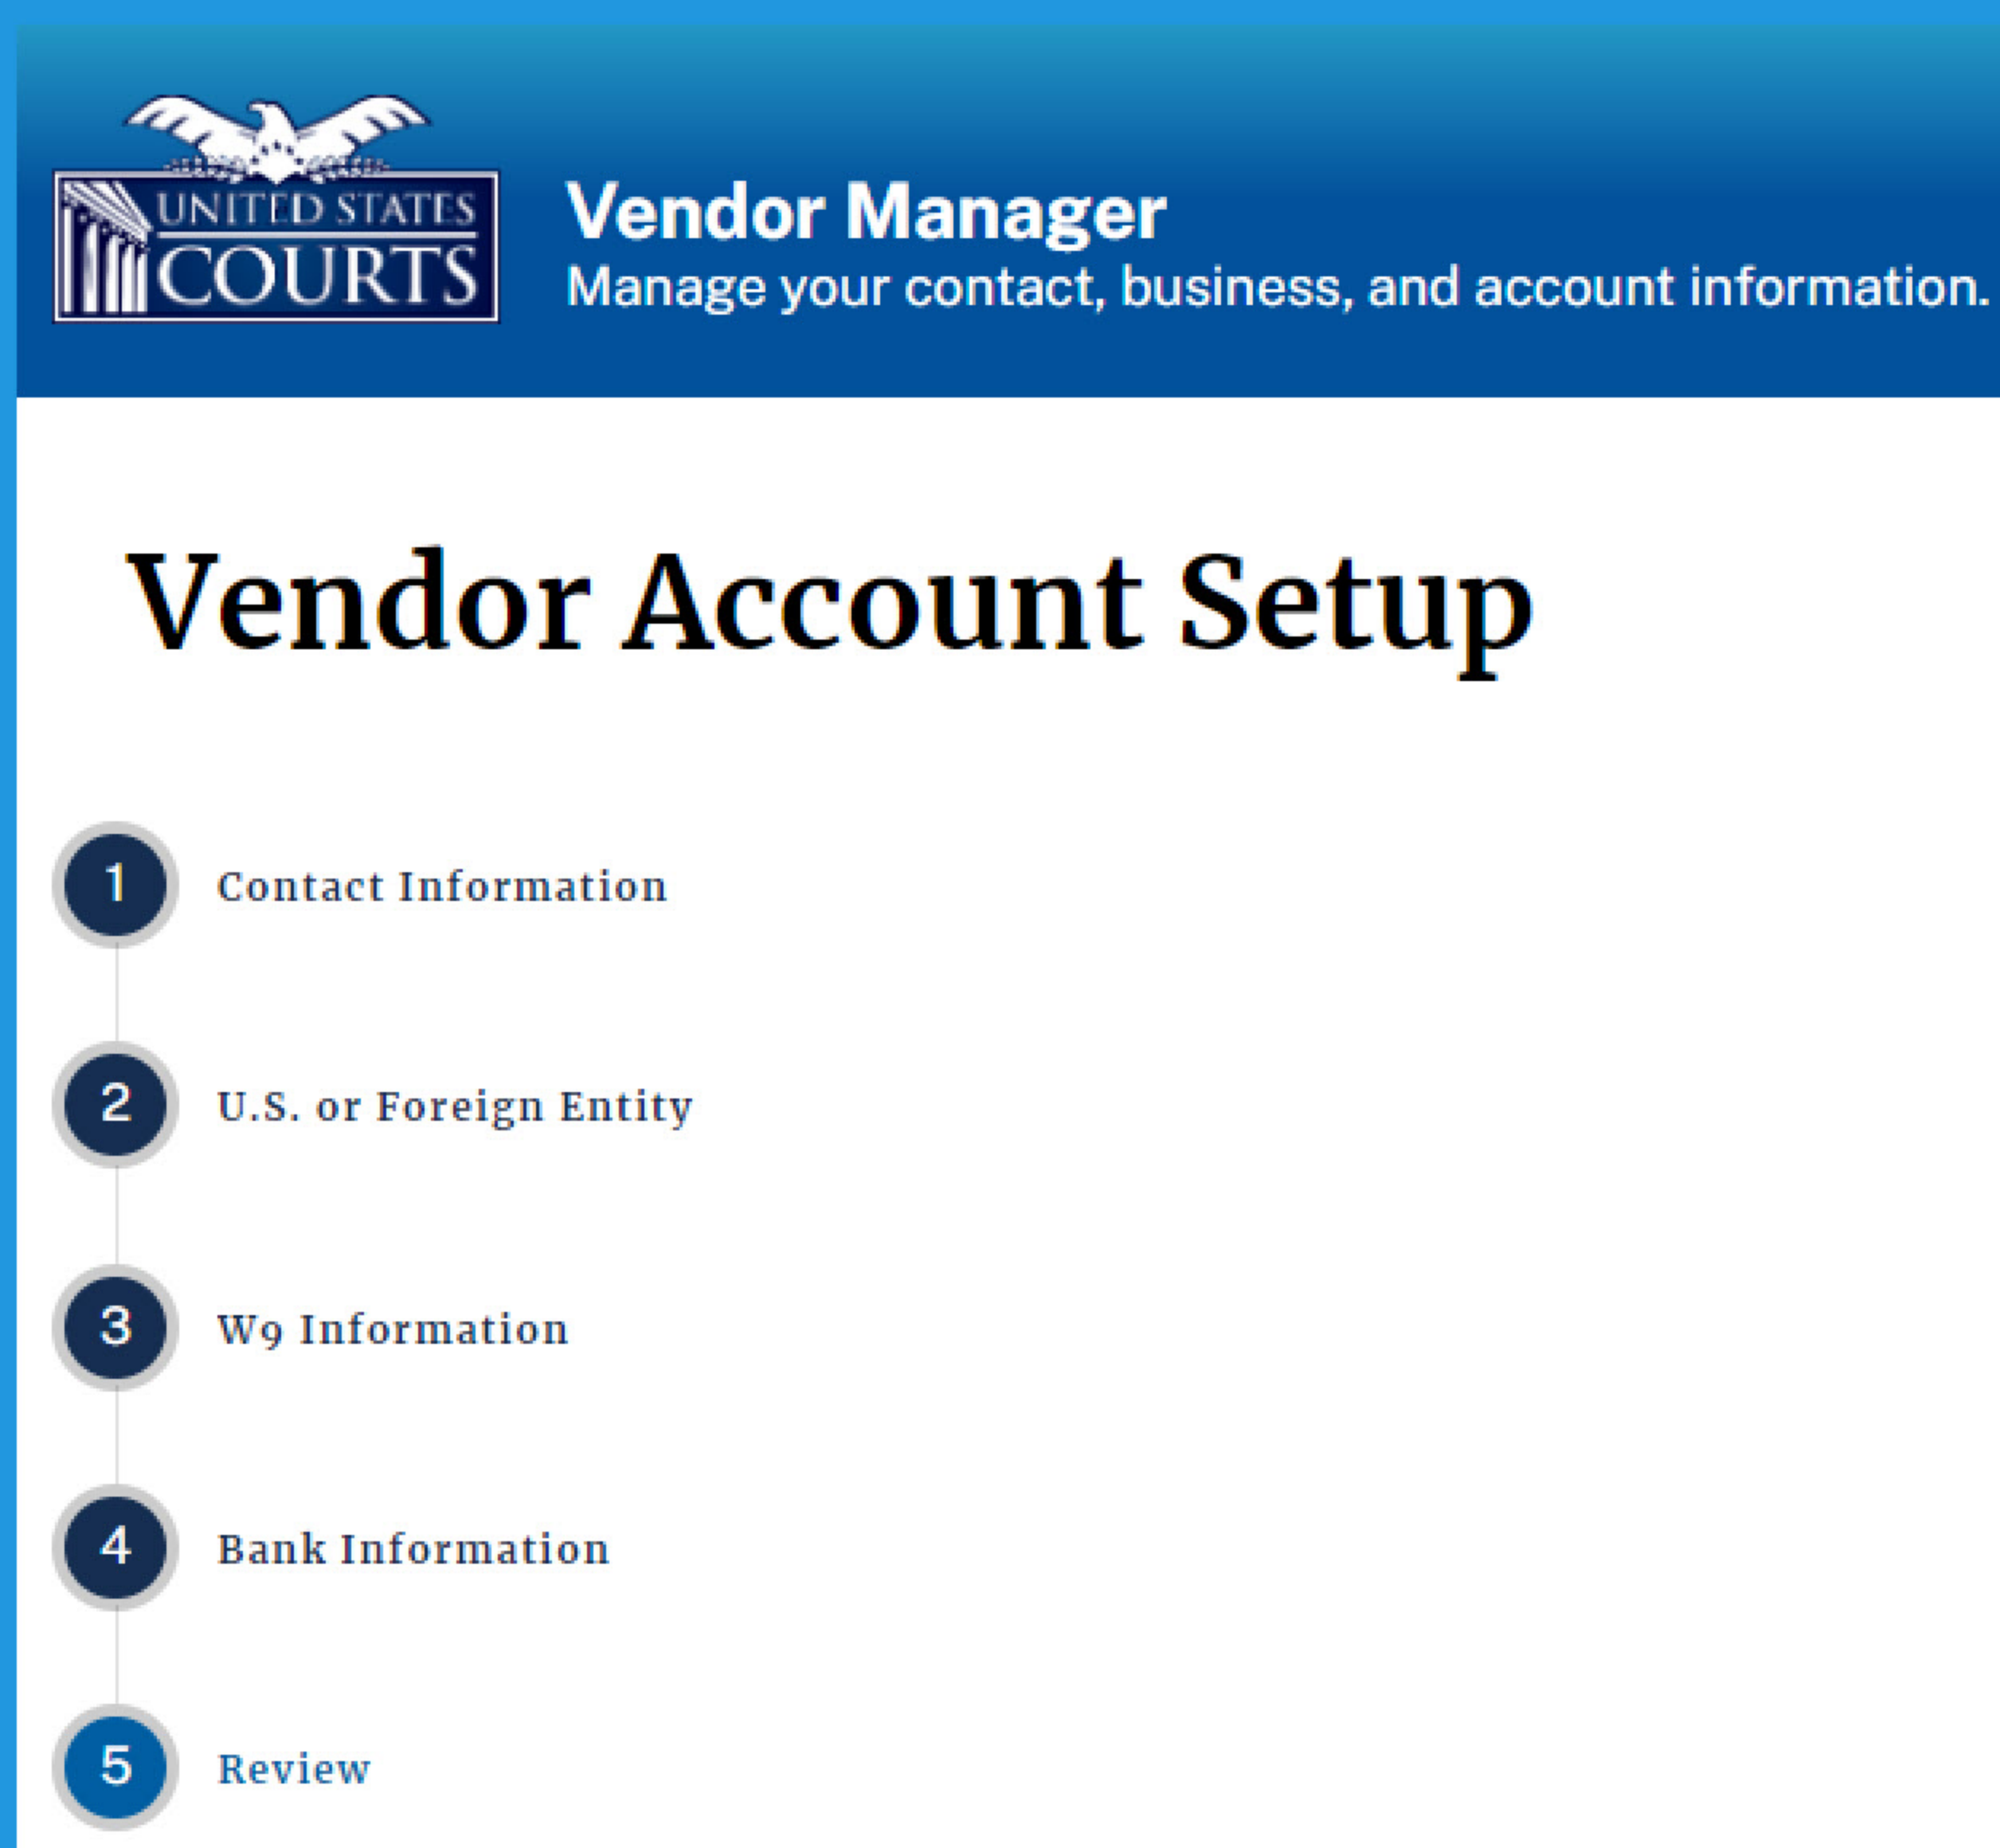 UNITED STATES
COURTS
Vendor Manager
Manage your contact, business, and account information.
Vendor Account Setup
1 Contact Information
2 U.S. or Foreign Entity
3 W9 Information
4 Bank Information
5 Review